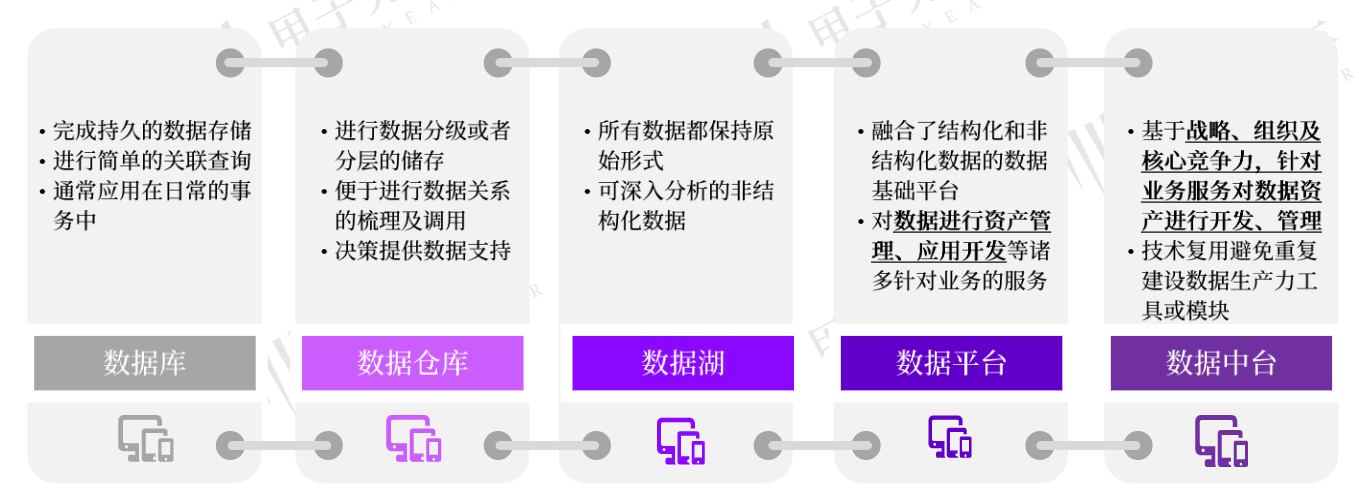 • 完成持久的数据存储
• 进行简单的关联查询
• 通常应用在日常的事
务中
数据库
• 进行数据分级或者
分层的储存
• 便于进行数据关系
的梳理及调用
• 决策提供数据支持
数据仓库
• 所有数据都保持原
始形式
• 可深入分析的非结
构化数据
数据湖
• 融合了结构化和非
结构化数据的数据
基础平台
• 对数据进行资产管
理、应用开发等诸
多针对业务的服务
数据平台
• 基于战略、组织及
核心竞争力，针对
业务服务对数据资
产进行开发、管理
• 技术复用避免重复
建设数据生产力工
具或模块
数据中台